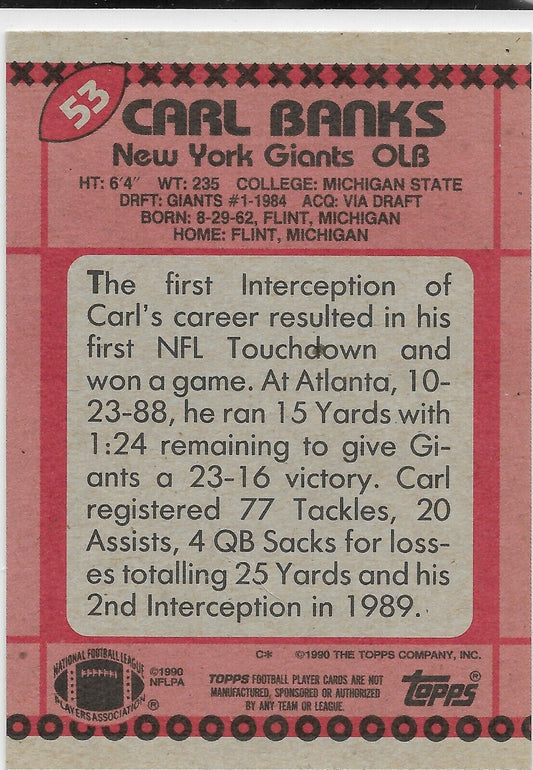 53
CARL BANKS
New York Giants OLB
HT: 6'4" WT: 235 COLLEGE: MICHIGAN STATE
DRFT: GIANTS #1-1984 ACQ: VIA DRAFT
BORN: 8-29-62, FLINT, MICHIGAN
HOME: FLINT, MICHIGAN
The first Interception of
Carl's career resulted in his
first NFL Touchdown and
won a game. At Atlanta, 10-
23-88, he ran 15 Yards with
1:24 remaining to give Gi-
ants a 23-16 victory. Carl
registered 77 Tackles, 20
Assists, 4 QB Sacks for loss-
es totalling 25 Yards and his
2nd Interception in 1989.
C* ©1990 THE TOPPS COMPANY, INC.
NATIONAL FOOTBALL LEAGUE
PLAYERS ASSOCIATION ®
©1990
NFLPA
TOPPS FOOTBALL PLAYER CARDS ARE NOT
MANUFACTURED, SPONSORED OR AUTHORIZED
BY ANY TEAM OR LEAGUE.
topps ®